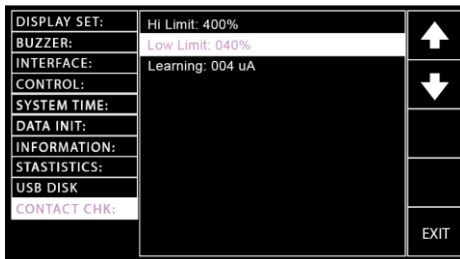 DISPLAY SET:
BUZZER:
INTERFACE:
CONTROL:
SYSTEM TIME:
DATA INIT:
INFORMATION:
STASTISTICS:
USB DISK
CONTACT CHK:
Hi Limit: 400%
Low Limit: 040%
Learning: 004 uA
EXIT